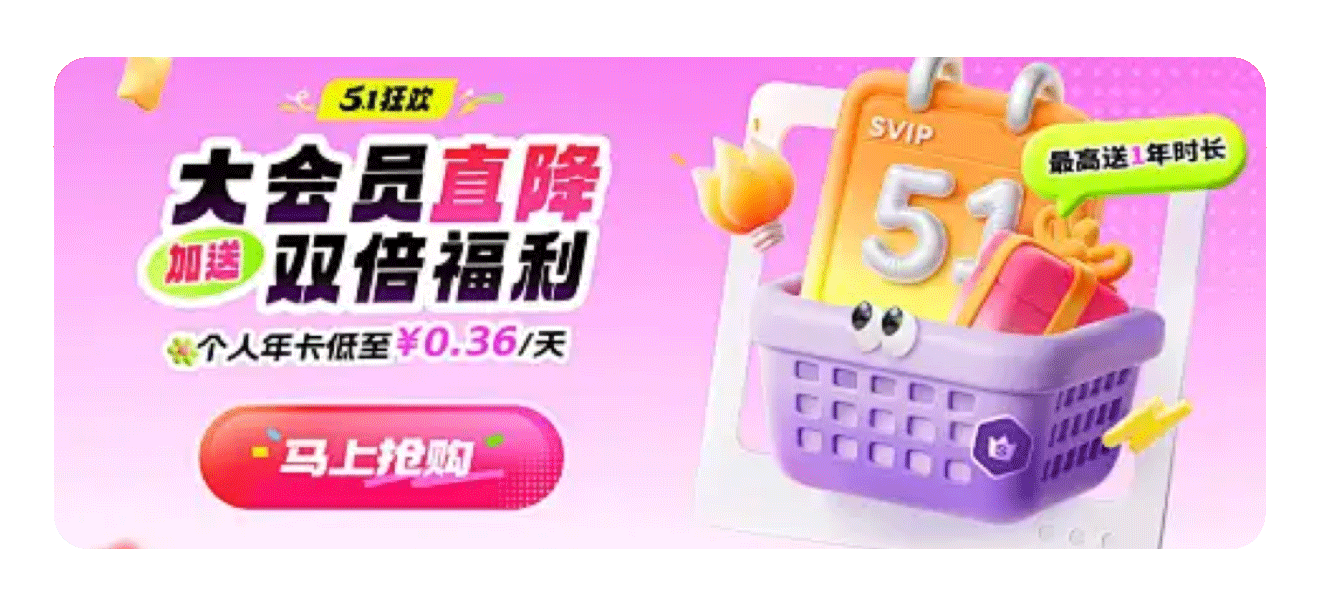 5.1狂欢
大会员直降
加送 双倍福利
个人年卡低至¥0.36/天
马上抢购
SVIP
5.1
最高送1年时长
S